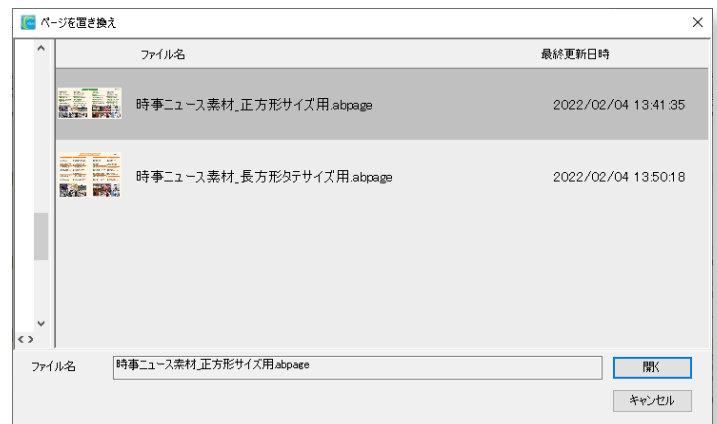 ページを置き換え
ファイル名 最終更新日時
時事ニュース素材_正方形サイズ用.abpage 2022/02/04 13:41:35
時事ニュース素材_長方形タテサイズ用.abpage 2022/02/04 13:50:18
ファイル名 時事ニュース素材_正方形サイズ用.abpage 開く
キャンセル